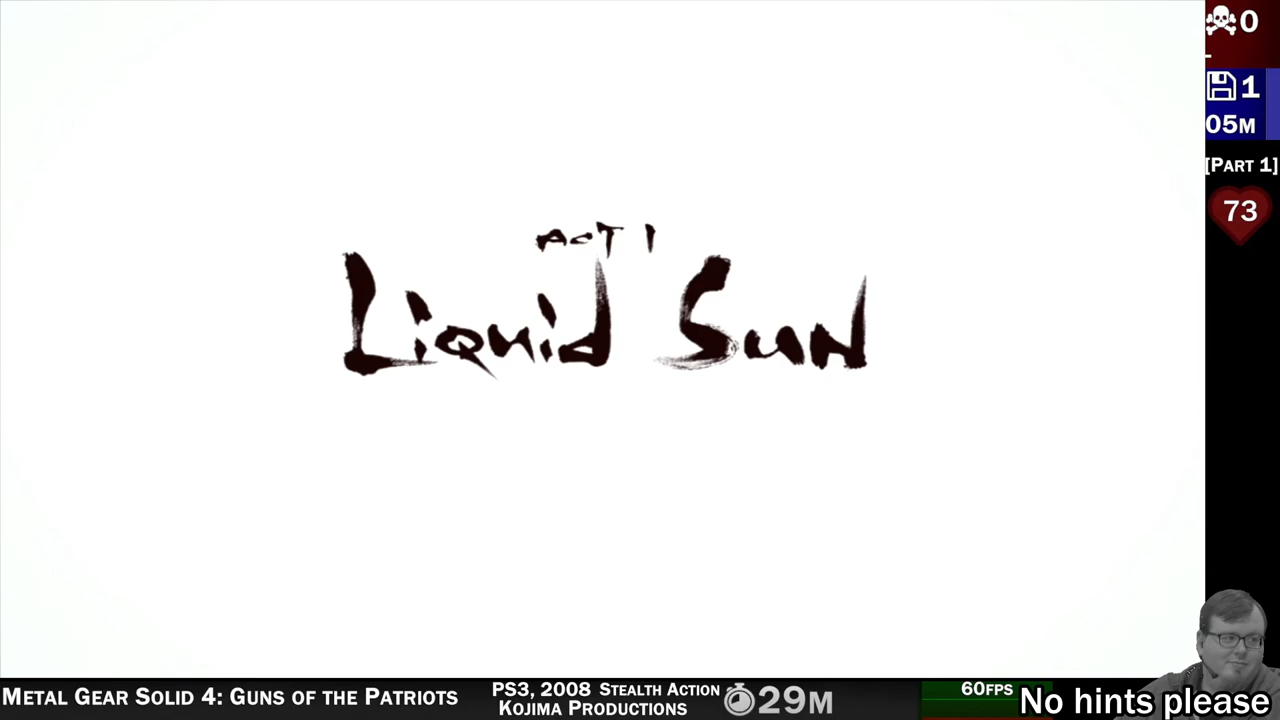 ACT 1
Liquid Sun
0
-
1
05M
[Part 1]
73
Metal Gear Solid 4: Guns of the Patriots
PS3, 2008 Stealth Action
Kojima Productions
29M
60FPS
No hints please